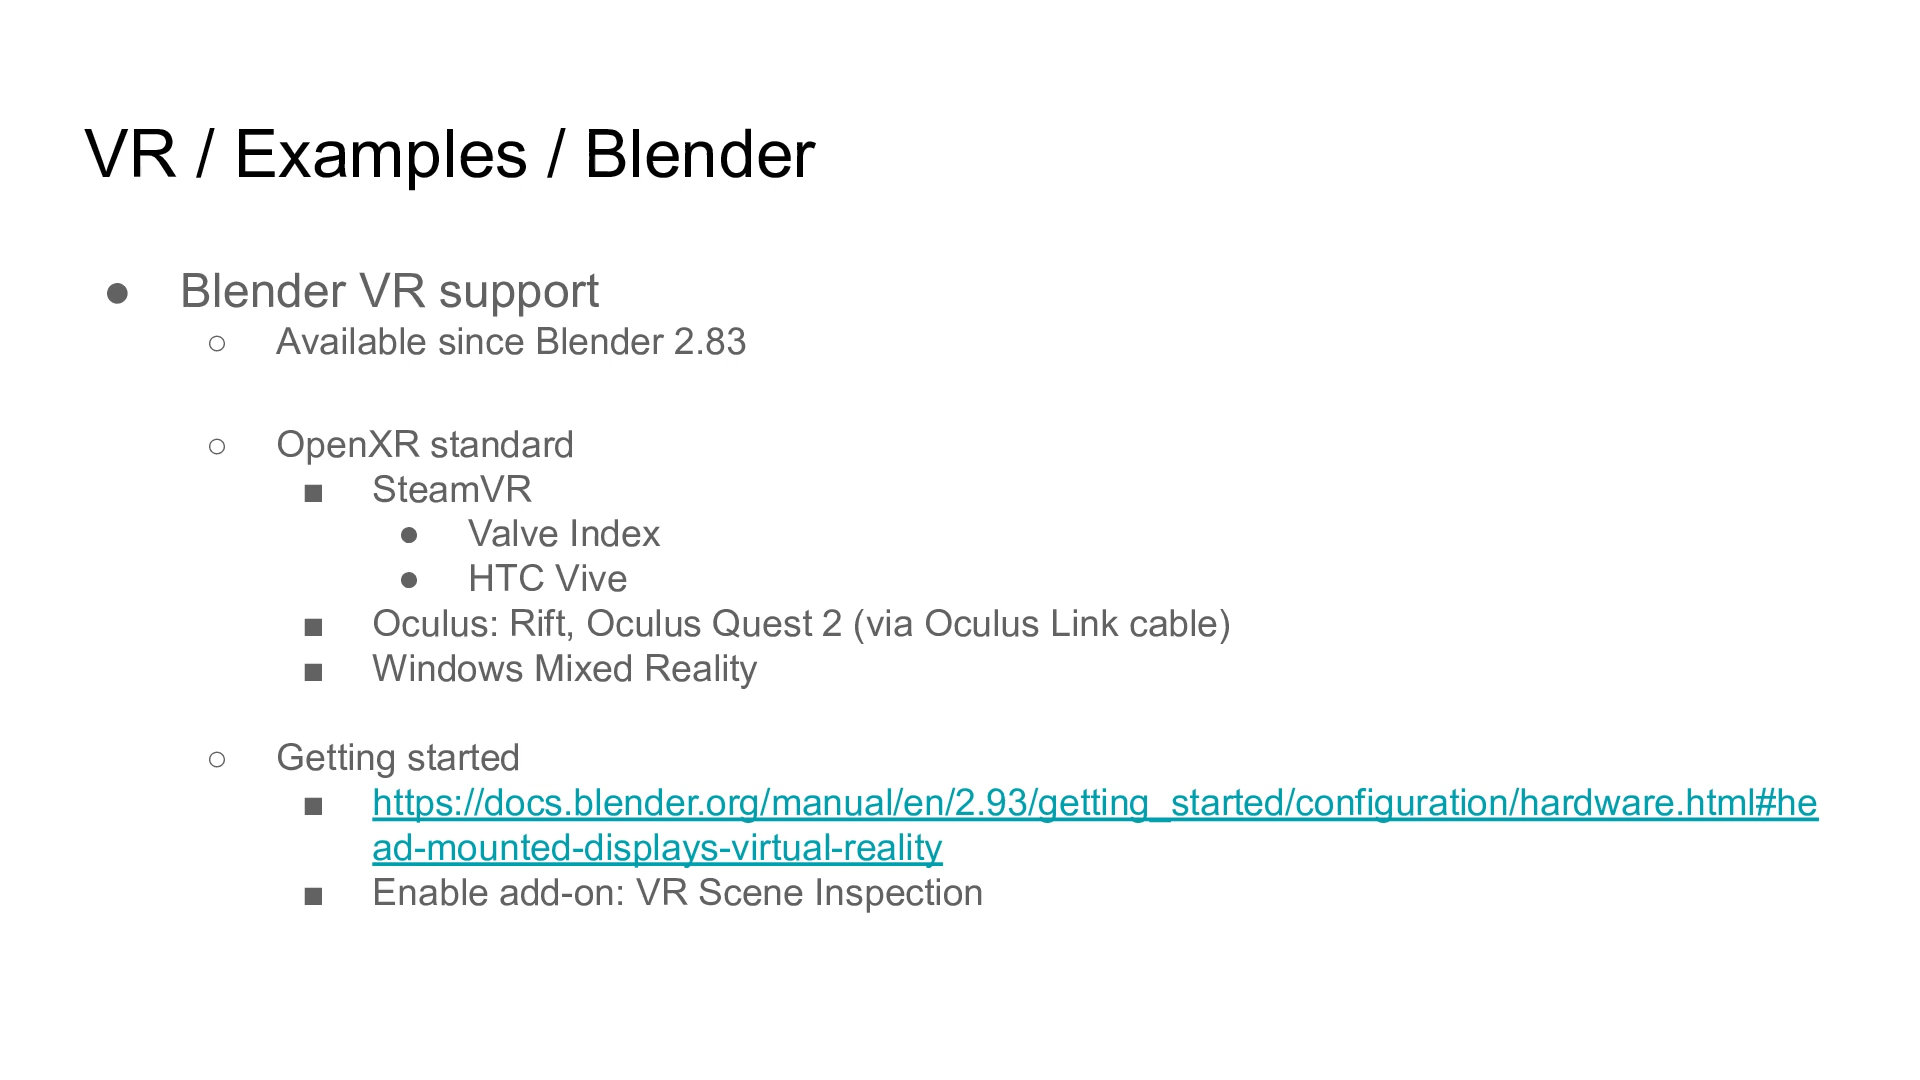 VR / Examples / Blender
● Blender VR support
○ Available since Blender 2.83
○ OpenXR standard
■ SteamVR
● Valve Index
● HTC Vive
■ Oculus: Rift, Oculus Quest 2 (via Oculus Link cable)
■ Windows Mixed Reality
○ Getting started
■ https://docs.blender.org/manual/en/2.93/getting_started/configuration/hardware.html#he
ad-mounted-displays-virtual-reality
■ Enable add-on: VR Scene Inspection